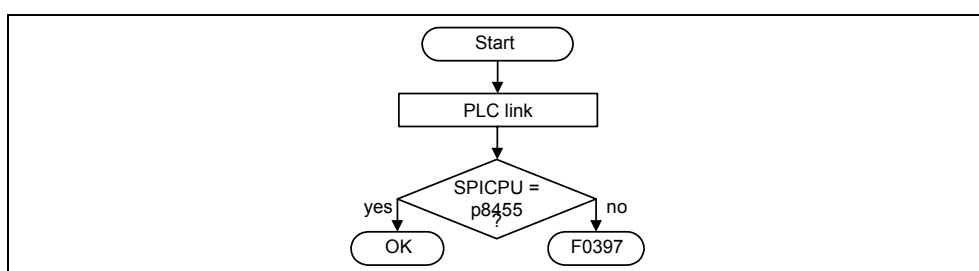 Start
PLC link
SPICPU =
p8455
?
yes
no
OK
F0397